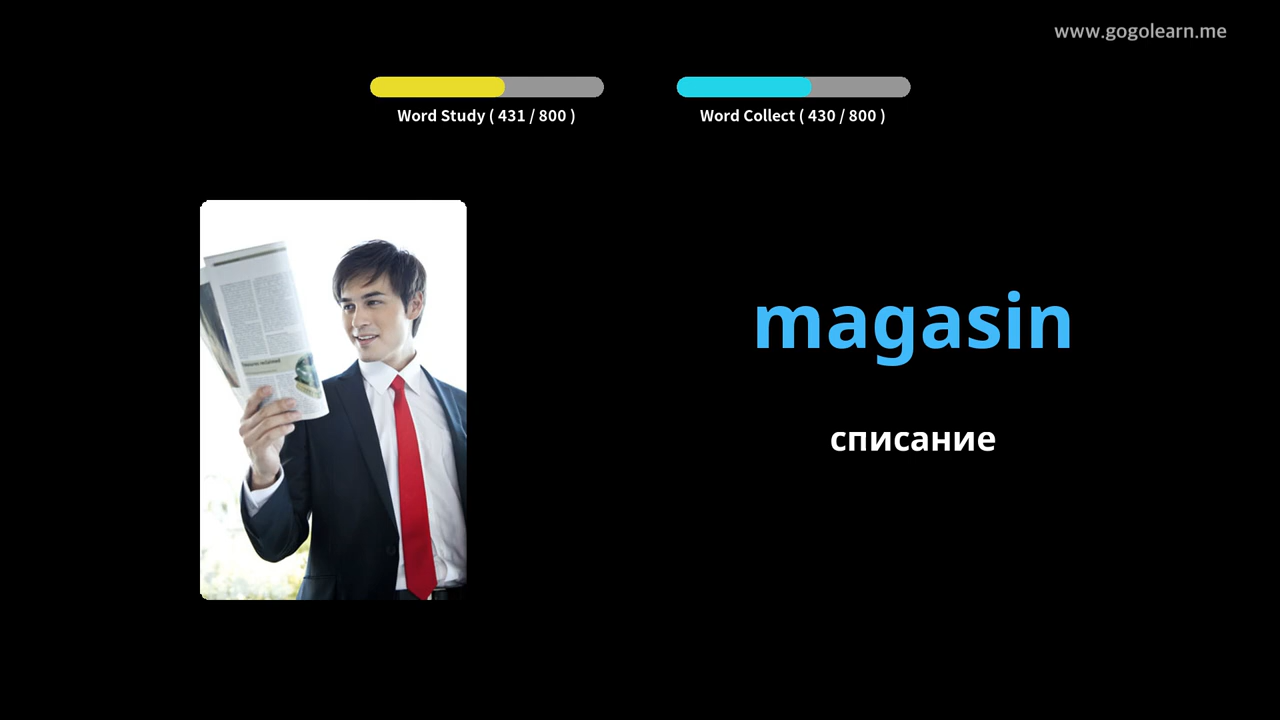 www.gogolearn.me
Word Study ( 431 / 800 )
Word Collect ( 430 / 800 )
magasin
списание